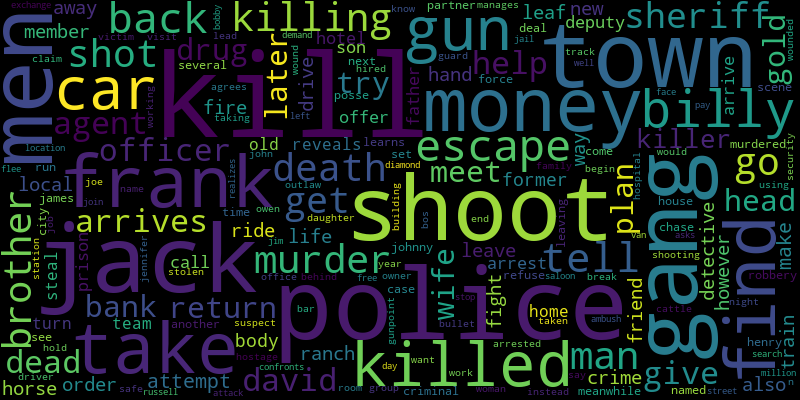 exchange
bobby
partner manages
know
away
member
back
killing
gun
leaf
new
deputy
sheriff
victim visit
lead
claim
men
shot
drug
hotel
demand
deal
jail
town
gold
wounded
several
later
son
wound
agrees
drive
next
hired
help
guard
track
well
car
kill
try
posse
father
hand
force
arrive
face
pay
scene
fire
taking
working
offer
money
billy
agent
location
flee
run
officer
old
reveals
john
learns
set
escape
meet
former
way
come
begin
killer
murdered
would
house
using
security
local
joe
name
join
frank
death
diamond
building
family
hospital
plan
gang
go
head
james
city
station
job
outlaw
realizes
get
owen
time
daughter
bos
shoot
end
leaving
chase
asks
detective
however
find
make
brother
arrives
ride
life
jim
johnny
leave
tell
van
shooting
steal
prison
jennifer
call
stolen
jack
murder
wife
arrest
refuse
saloon
break
robbery
night
cattle
bank
return
office
behind
year
free
owner
case
fight
home
taken
friend
turn
see
hold
team
another
suspect
bar
police
gunpoint
bullet
stop
ambush
henry
search
train
million
dead
driver
take
body
hostage
confronts
ranch
want
day
arrested
killed
man
crime
meanwhile
give
also
horse
order
safe
russell
attempt
attack
david
room
group
work
criminal
woman
instead
say
named
street
n